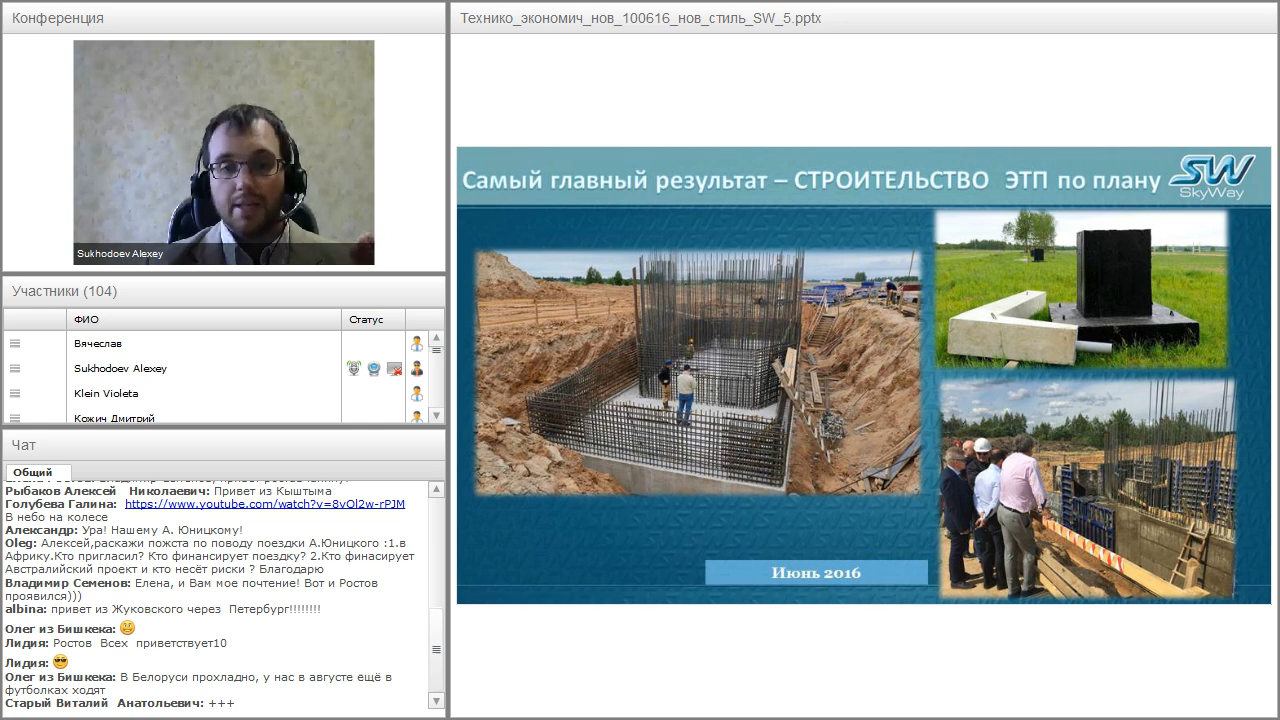 Конференция
Sukhodoev Alexey
Участники (104)
ФИО
Статус
Вячеслав
Sukhodoev Alexey
Klein Violeta
Кожич Дмитрий
Чат
Общий
Рыбаков Алексей Николаевич: Привет из Кыштыма
Голубева Галина: https://www.youtube.com/watch?v=8vOl2w-rPJM
В небо на колесе
Александр: Ура! Нашему А. Юницкому!
Oleg: Алексей,раскажи пожста по поводу поездки А.Юницкого :1.в
Африку.Кто пригласил? Кто финансирует поездку? 2.Кто финасирует
Австралийский проект и кто несёт риски ? Благодарю
Владимир Семенов: Елена, и Вам мое почтение! Вот и Ростов
проявился)))
albina: привет из Жуковского через Петербург!!!!!!!!
Олег из Бишкека:
Лидия: Ростов Всех приветствует10
Лидия:
Олег из Бишкека: В Белоруси прохладно, у нас в августе ещё в
футболках ходят
Старый Виталий Анатольевич: +++
Технико_экономич_нов_100616_нов_стиль_SW_5.pptx
Самый главный результат – СТРОИТЕЛЬСТВО ЭТП по плану
SW
SkyWay
Июнь 2016